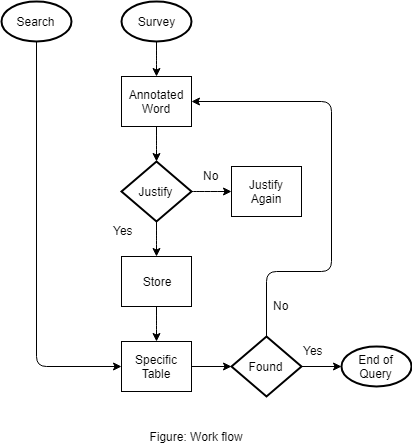 Search
Survey
Annotated
Word
Justify
No
Justify
Again
Yes
Store
No
Specific
Table
Found
Yes
End of
Query
Figure: Work flow